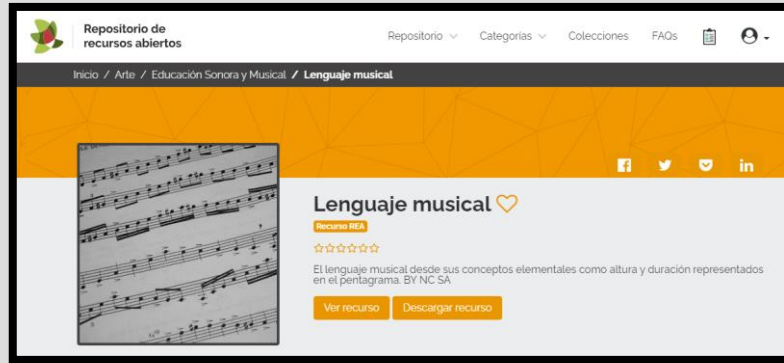 Repositorio de
recursos abiertos
Repositorio
Categorías
Colecciones
FAQs
Inicio / Arte / Educación Sonora y Musical / Lenguaje musical
Lenguaje musical
Recurso REA
El lenguaje musical desde sus conceptos elementales como altura y duración representados
en el pentagrama. BY NC SA
Ver recurso
Descargar recurso